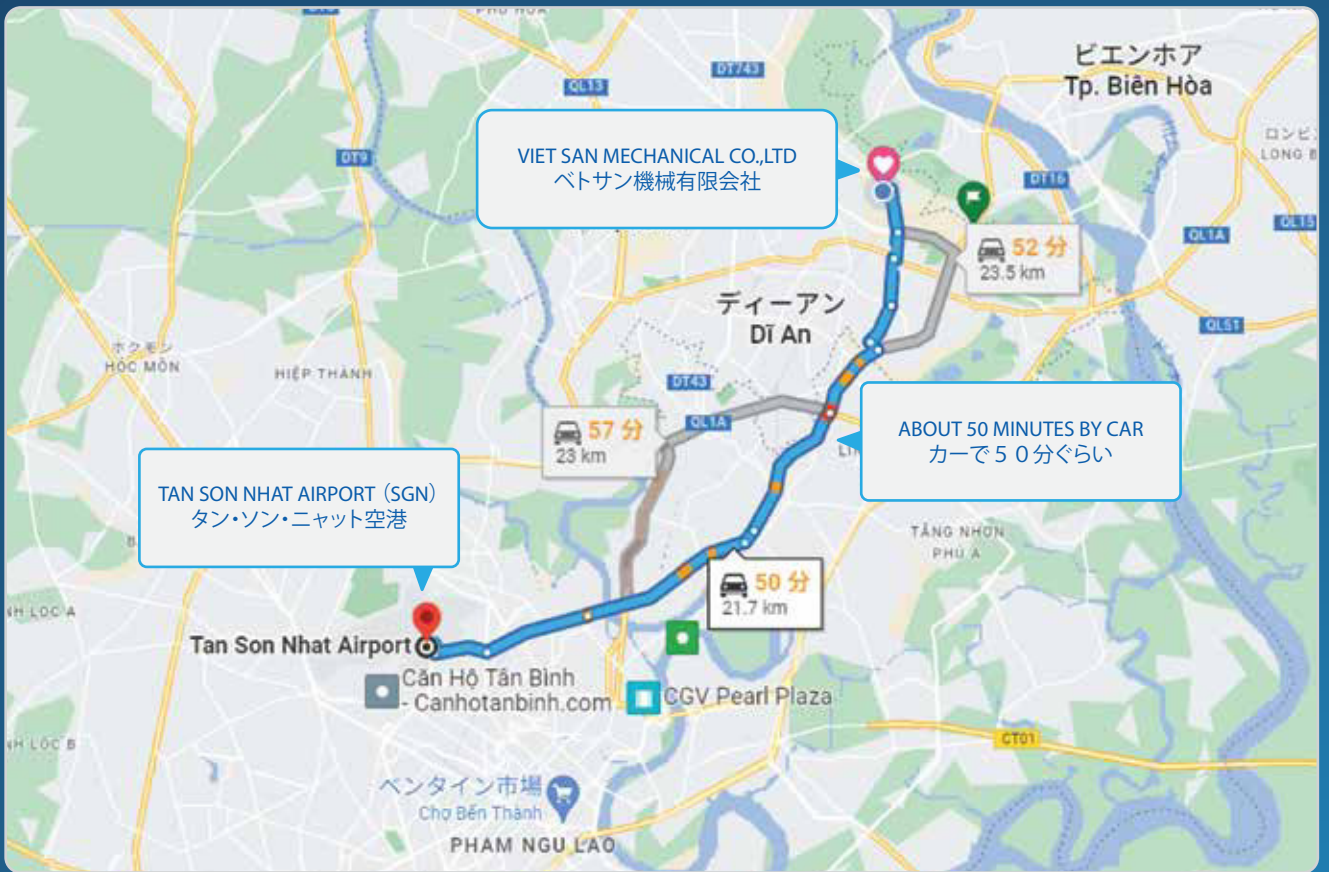 DT743
QL13
ビエンホア
Tp. Biên Hòa
VIET SAN MECHANICAL CO.,LTD
ベトサン機械有限会社
DT9
DT16
QL1A
QL15
52 分
23.5 km
ディーアン
Dĩ An
QL51
ホクモン
HÓC MÔN
HIỆP THÀNH
DT43
QL1A
57 分
23 km
ABOUT 50 MINUTES BY CAR
カーで５０分ぐらい
TAN SON NHAT AIRPORT (SGN)
タン・ソン・ニャット空港
TĂNG NHƠN
PHÚ A
50 分
21.7 km
NH LỘC A
Tan Son Nhat Airport
Căn Hộ Tân Bình
- Canhotanbinh.com
CGV Pearl Plaza
NH LỘC B
CT01
ベンタイン市場
Chợ Bến Thành
PHAM NGU LAO